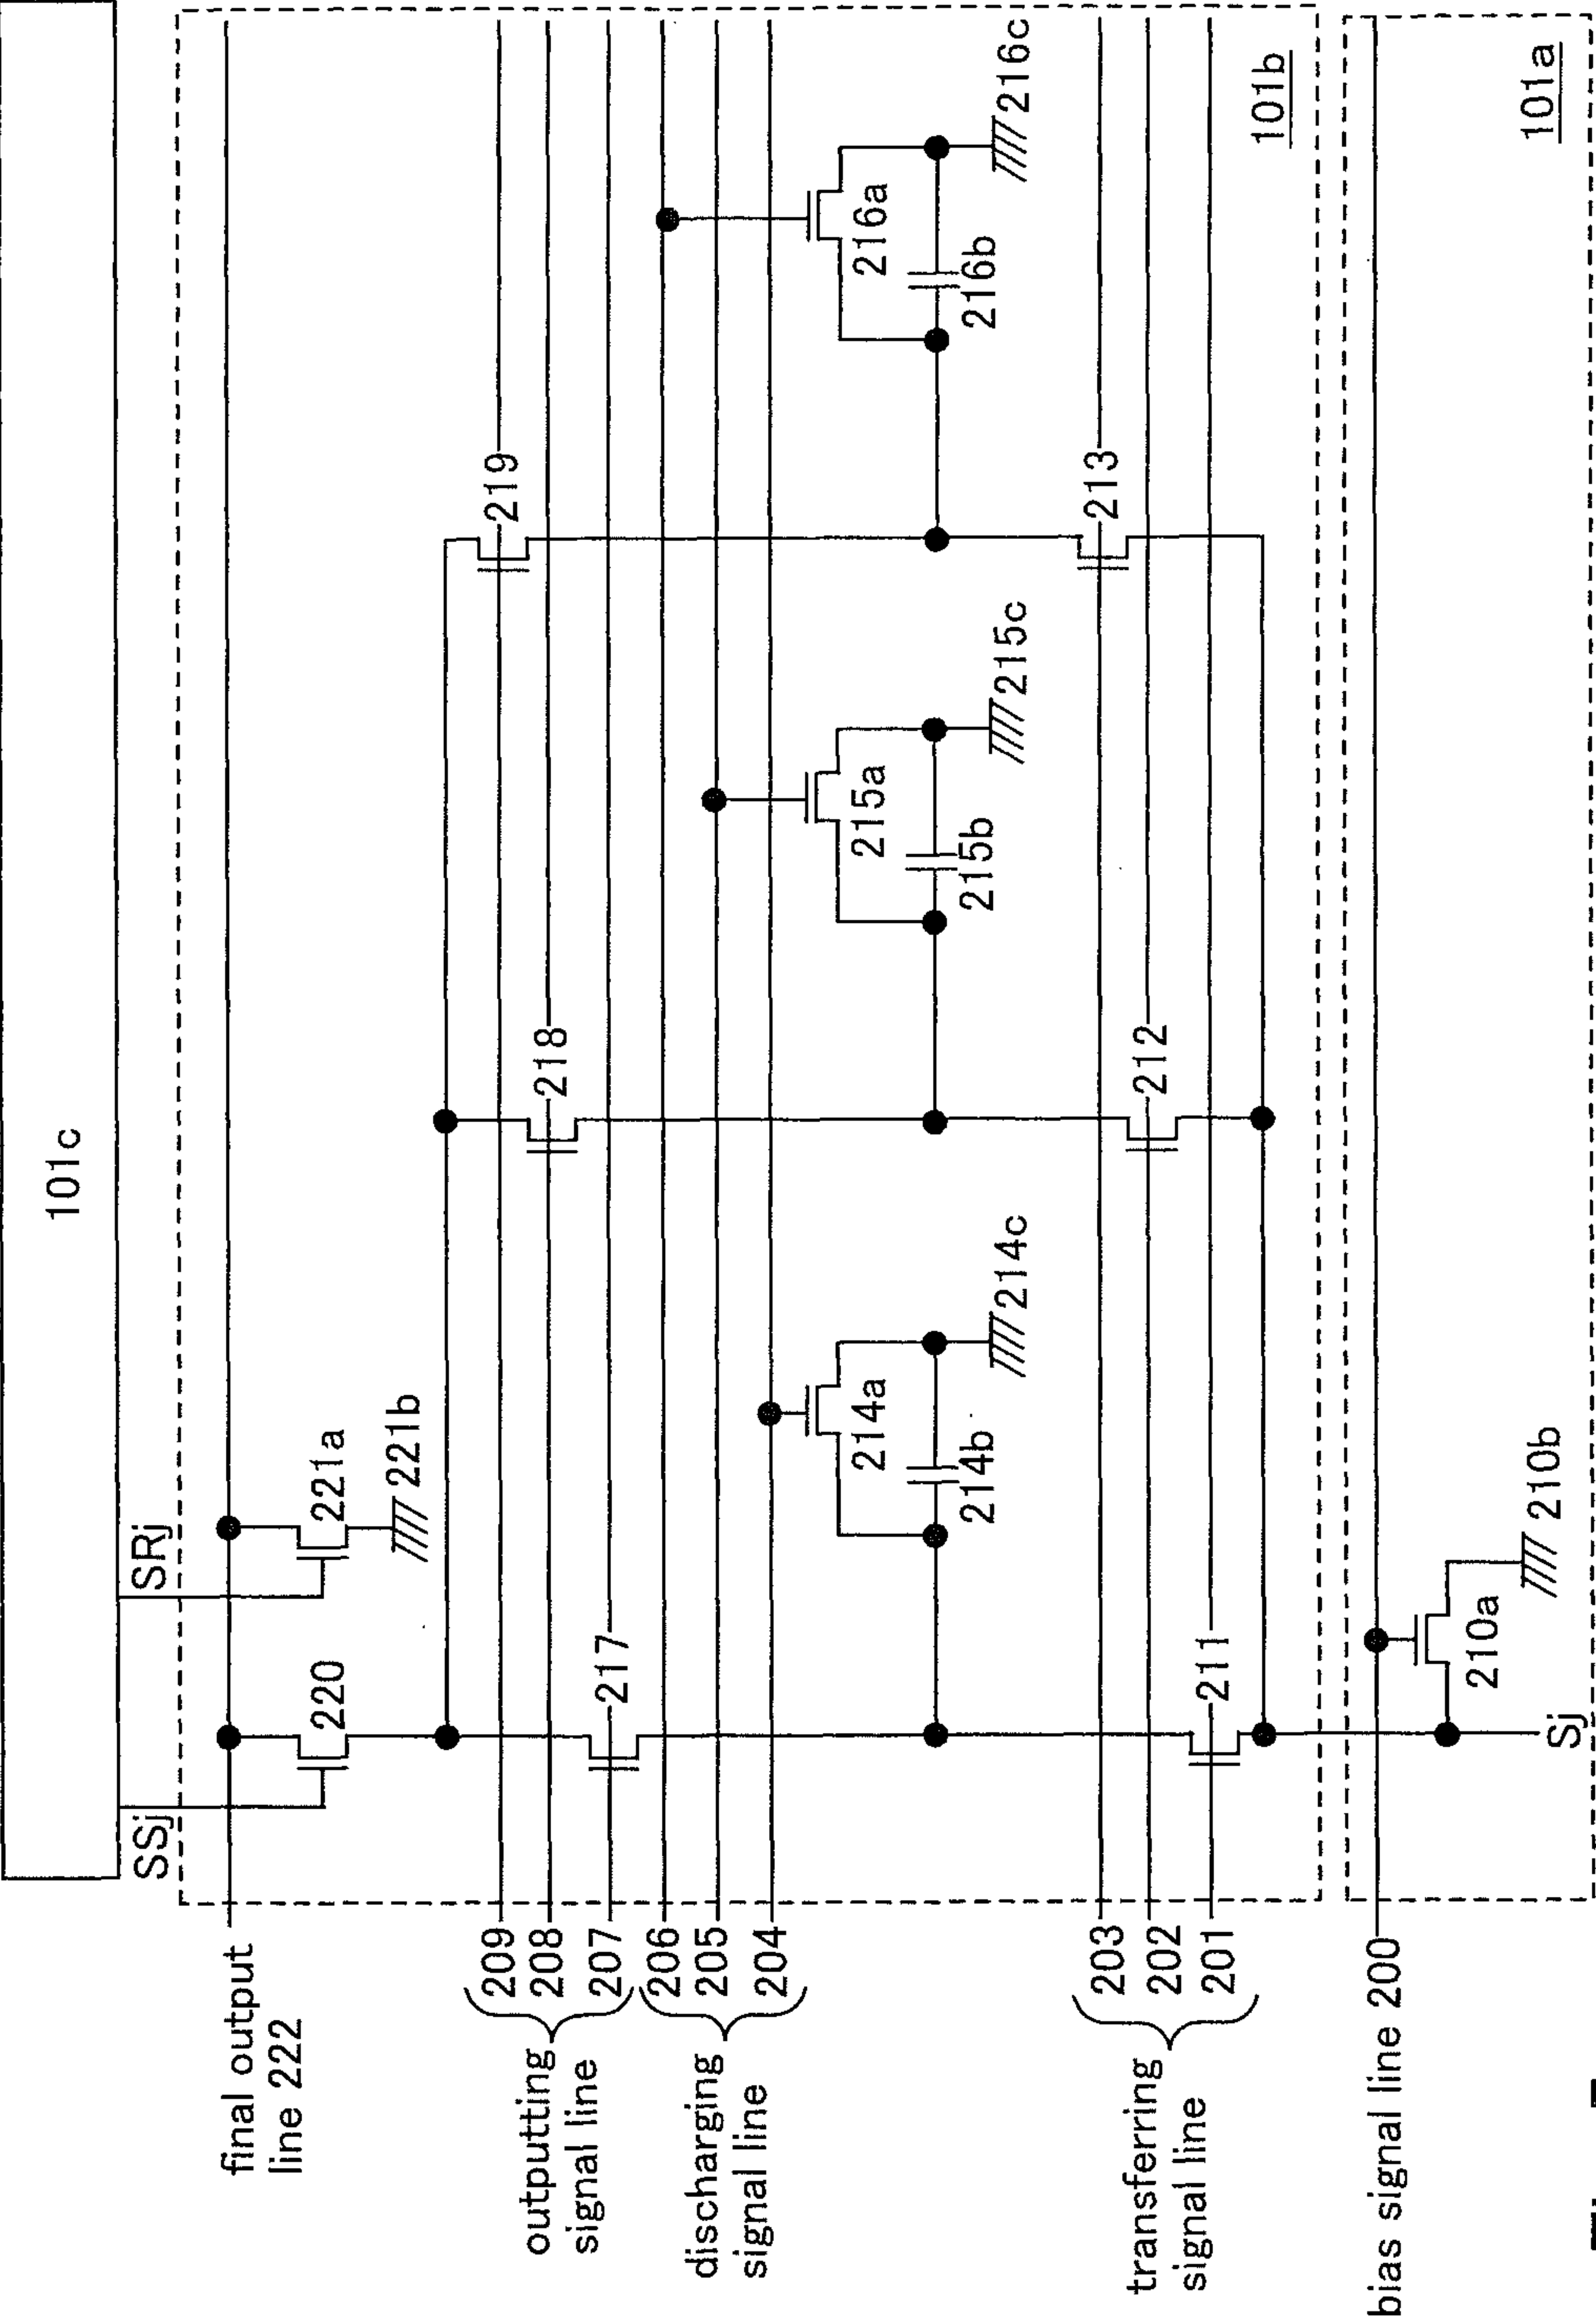 101c
SSj
SRj
final output
line 222
220
221a
221b
outputting
signal line
209
208
207
219
218
217
discharging
signal line
206
205
204
214a
214b
214c
215a
215b
215c
216a
216b
216c
transferring
signal line
203
202
201
213
212
211
101b
bias signal line 200
210a
210b
Sj
101a